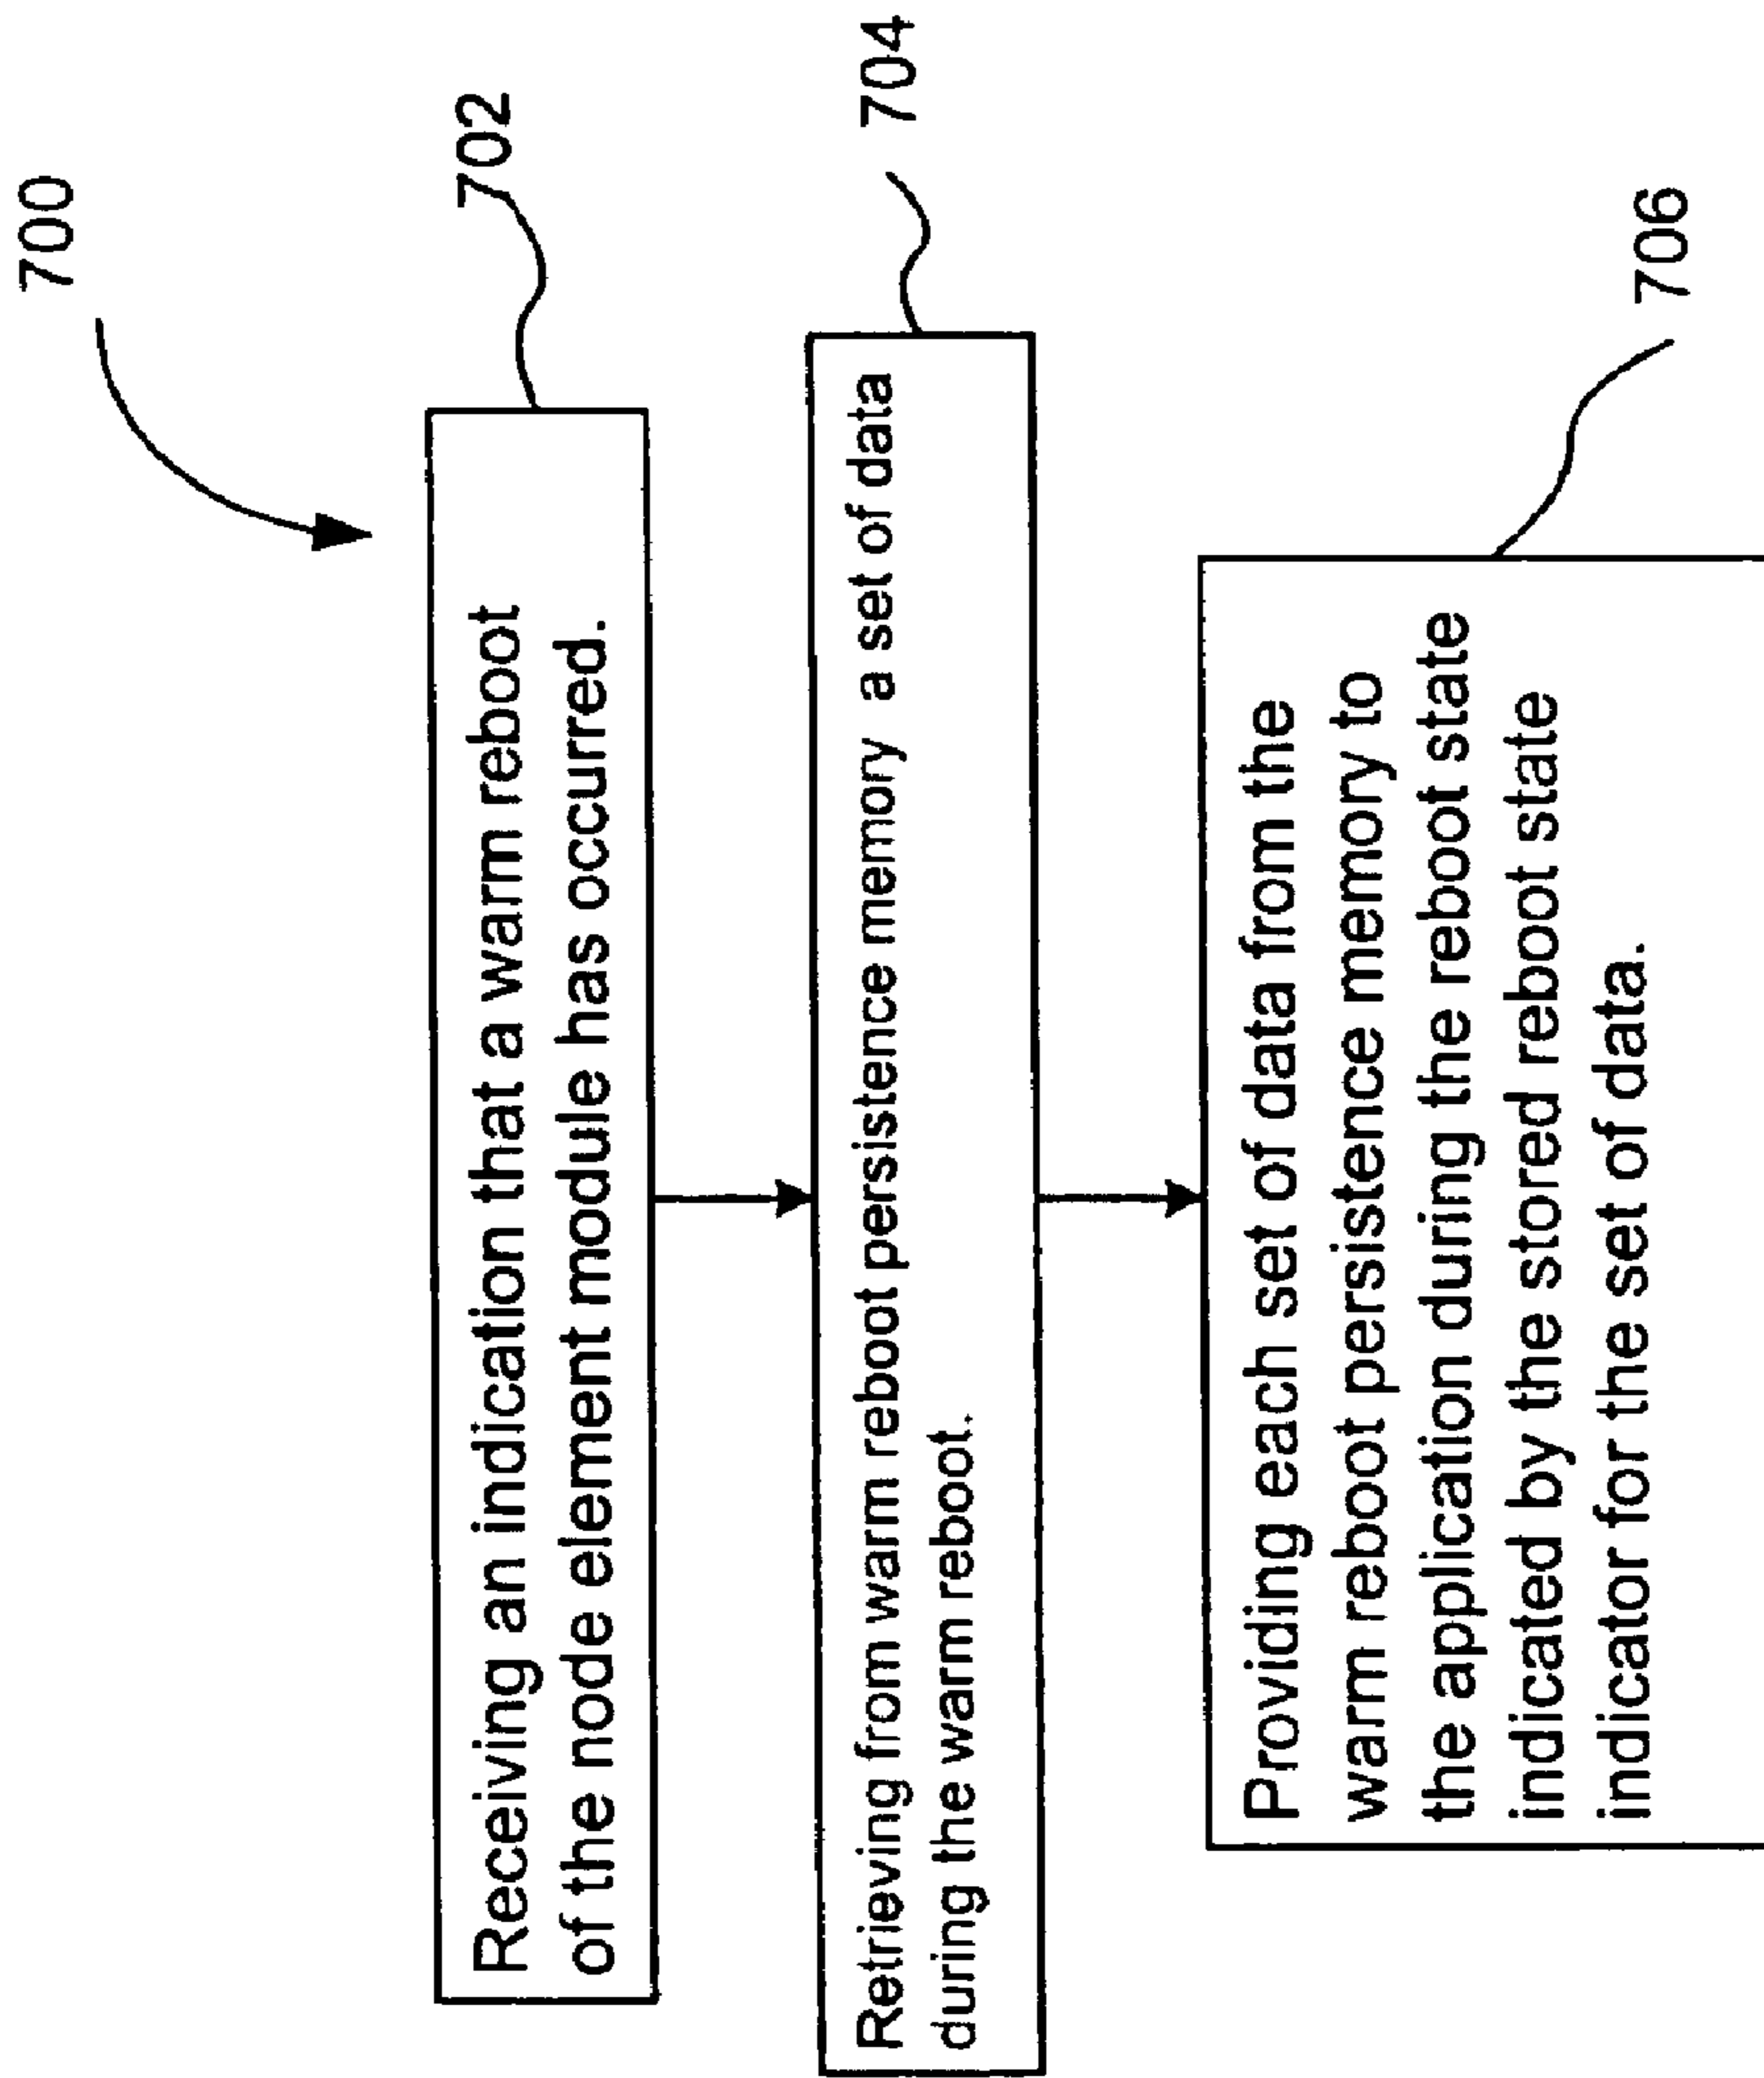 700
Receiving an indication that a warm reboot
of the node element module has occurred.
702
Retrieving from warm reboot persistence memory a set of data
during the warm reboot.
704
Providing each set of data from the
warm reboot persistence memory to
the application during the reboot state
indicated by the stored reboot state
indicator for the set of data.
706